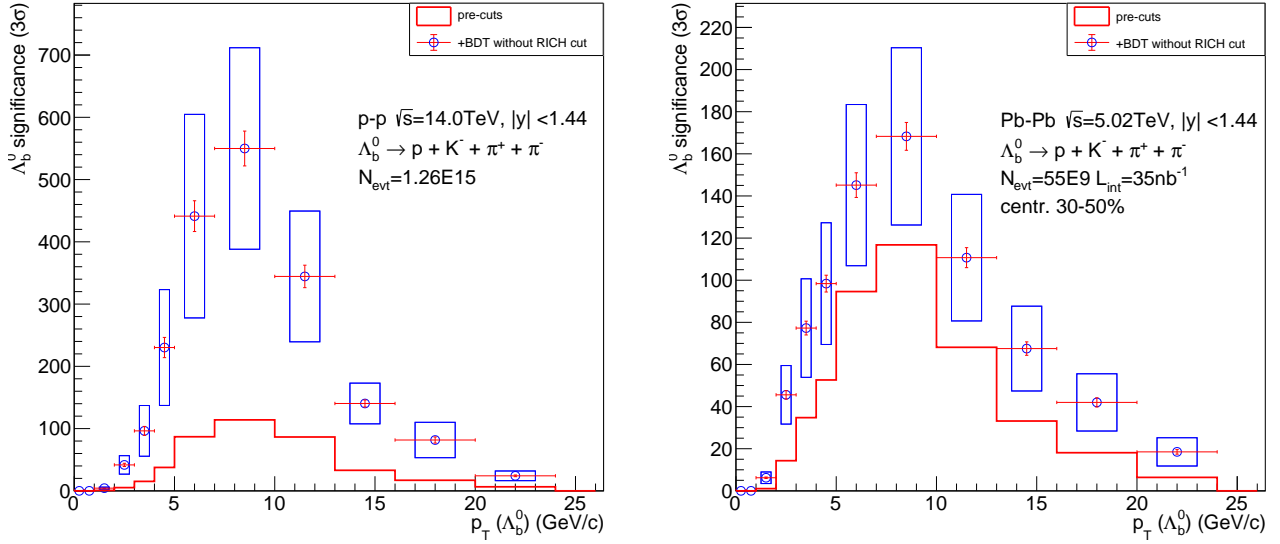 Λb0 significance (3σ)
700
600
500
400
300
200
100
0
pre-cuts
+BDT without RICH cut
p-p √s=14.0TeV, |y| <1.44
Λb0 → p + K- + π+ + π-
Nevt=1.26E15
0 5 10 15 20 25
pT (Λb0) (GeV/c)
Λb0 significance (3σ)
220
200
180
160
140
120
100
80
60
40
20
0
pre-cuts
+BDT without RICH cut
Pb-Pb √s=5.02TeV, |y| <1.44
Λb0 → p + K- + π+ + π-
Nevt=55E9 Lint=35nb-1
centr. 30-50%
0 5 10 15 20 25
pT (Λb0) (GeV/c)